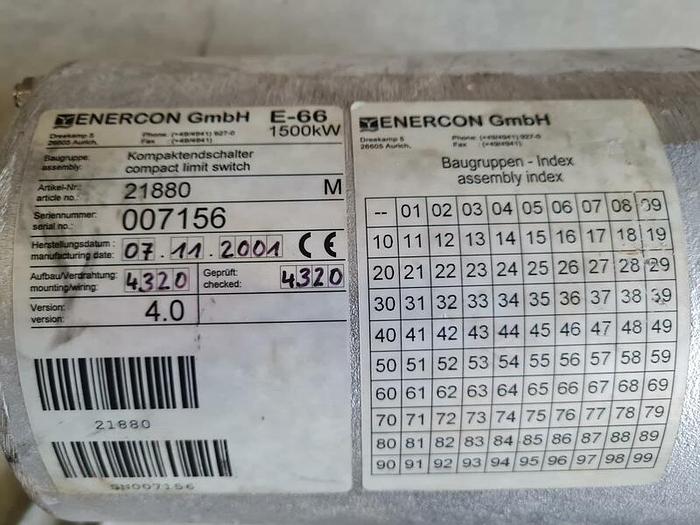 ENERCON GmbH E-66
1500kW
Dreekamp 5 Phone: (+49/4941) 927-0
26605 Aurich, Fax (+49/4941)
Baugruppe: Kompaktendschalter
assembly: compact limit switch
Artikel-Nr.: 21880 M
article no.:
Seriennummer: 007156
serial no.:
Herstellungsdatum: 07.11.2001 CE
manufacturing date:
Aufbau/Verdrahtung: 4320 Geprüft: 4320
mounting/wiring: checked:
Version: 4.0
version:
21880
SN007156
ENERCON GmbH
Dreekamp 5 Phone: (+49/4941) 927-0
26605 Aurich, Fax (+49/4941)
Baugruppen - Index
assembly index
-- 01 02 03 04 05 06 07 08 09
10 11 12 13 14 15 16 17 18 19
20 21 22 23 24 25 26 27 28 29
30 31 32 33 34 35 36 37 38 39
40 41 42 43 44 45 46 47 48 49
50 51 52 53 54 55 56 57 58 59
60 61 62 63 64 65 66 67 68 69
70 71 72 73 74 75 76 77 78 79
80 81 82 83 84 85 86 87 88 89
90 91 92 93 94 95 96 97 98 99